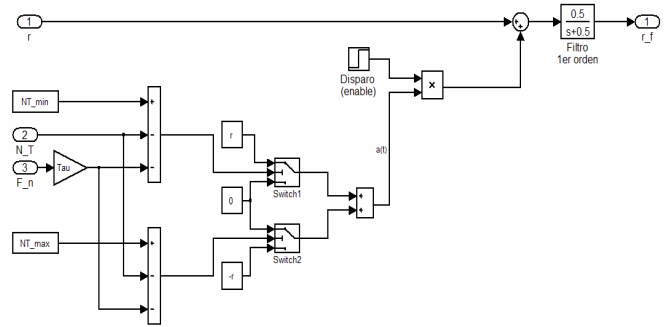 1
r
0.5
s+0.5
Filtro
1er orden
1
r_f
Disparo
(enable)
×
NT_min
2
N_T
3
F_n
Tau
r
a(t)
Switch1
0
NT_max
Switch2
-r